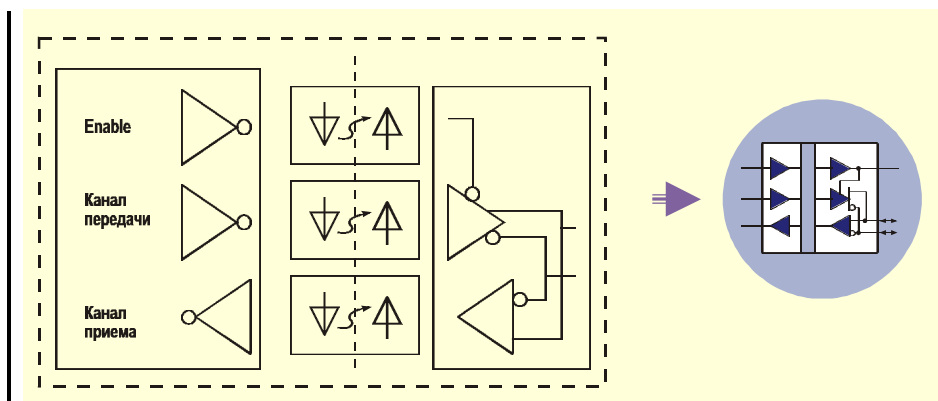 Enable
Канал
передачи
Канал
приема